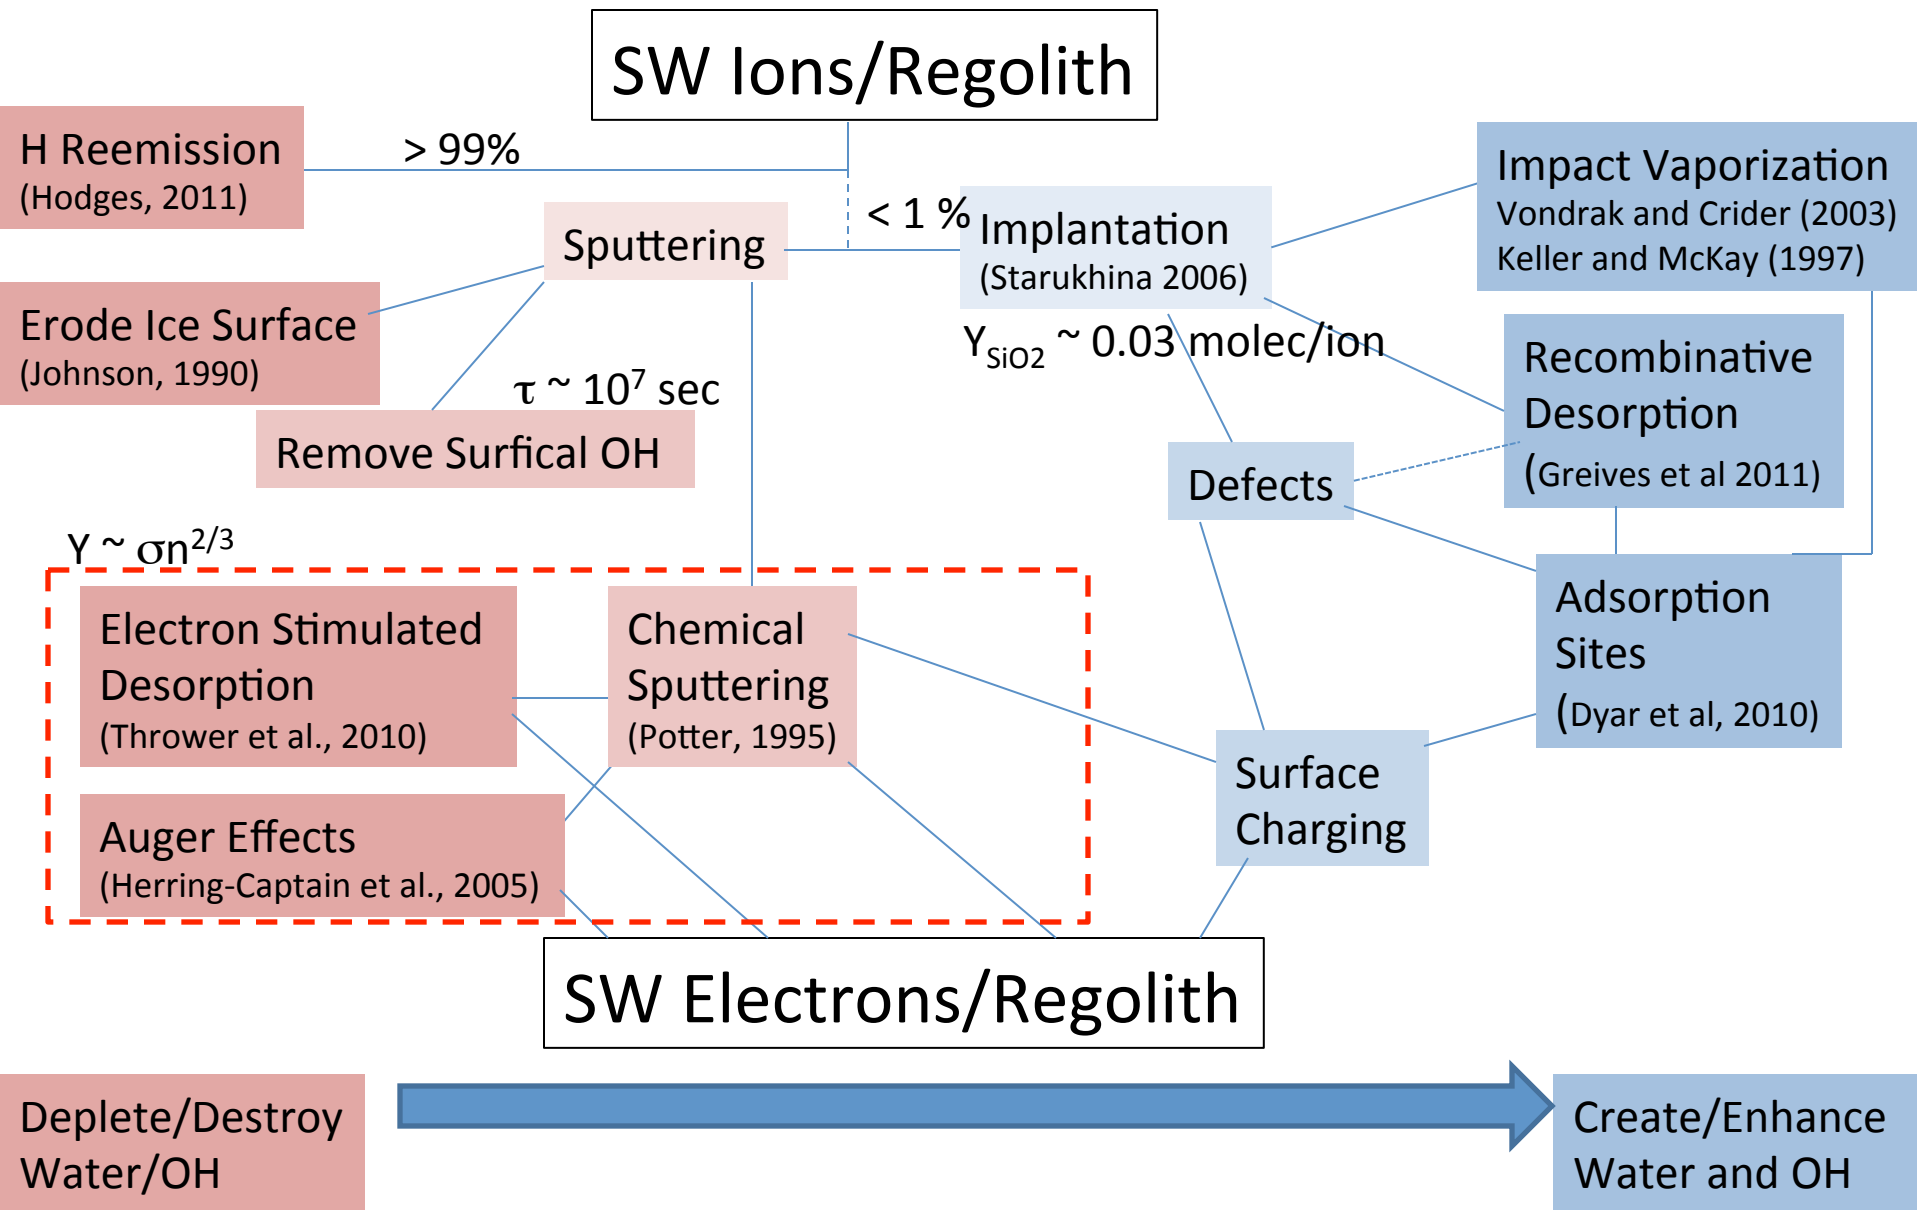 SW Ions/Regolith
H Reemission
(Hodges, 2011)
> 99%
< 1 %
Sputtering
Implantation
(Starukhina 2006)
Impact Vaporization
Vondrak and Crider (2003)
Keller and McKay (1997)
Erode Ice Surface
(Johnson, 1990)
τ ~ 10⁷ sec
Y_SiO2 ~ 0.03 molec/ion
Recombinative
Desorption
(Greives et al 2011)
Remove Surfical OH
Defects
Y ~ σn^2/3
Electron Stimulated
Desorption
(Thrower et al., 2010)
Chemical
Sputtering
(Potter, 1995)
Adsorption
Sites
(Dyar et al, 2010)
Surface
Charging
Auger Effects
(Herring-Captain et al., 2005)
SW Electrons/Regolith
Deplete/Destroy
Water/OH
Create/Enhance
Water and OH